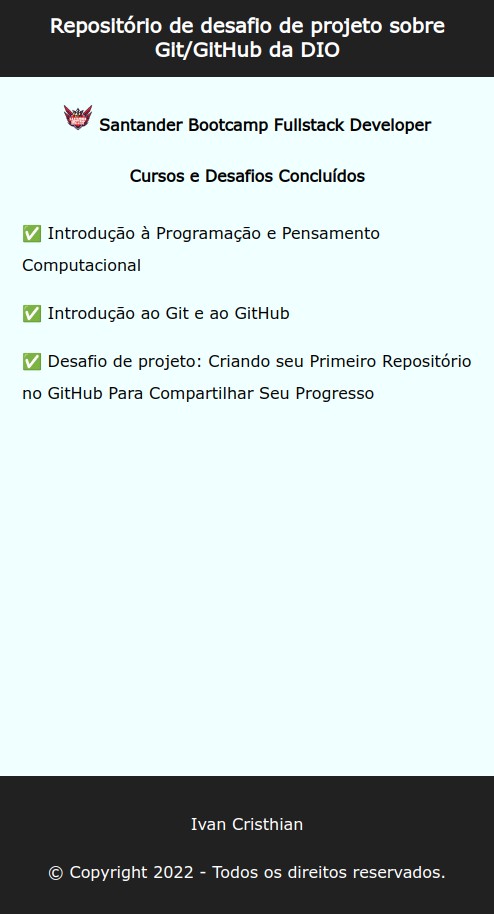 Repositório de desafio de projeto sobre
Git/GitHub da DIO
Santander Bootcamp Fullstack Developer
Cursos e Desafios Concluídos
✅ Introdução à Programação e Pensamento
Computacional
✅ Introdução ao Git e ao GitHub
✅ Desafio de projeto: Criando seu Primeiro Repositório
no GitHub Para Compartilhar Seu Progresso
Ivan Cristhian
© Copyright 2022 - Todos os direitos reservados.